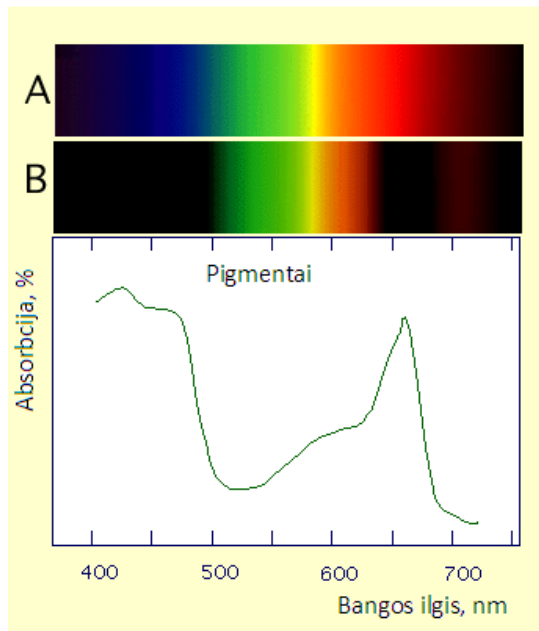 A
B
Pigmentai
Absorbcija, %
400 500 600 700
Bangos ilgis, nm